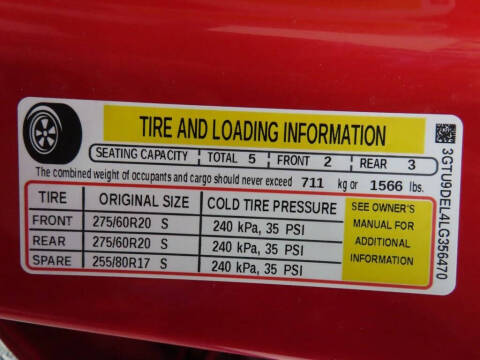 TIRE AND LOADING INFORMATION
SEATING CAPACITY | TOTAL 5 | FRONT 2 | REAR 3
The combined weight of occupants and cargo should never exceed 711 kg or 1566 lbs.
TIRE ORIGINAL SIZE COLD TIRE PRESSURE
FRONT 275/60R20 S 240 kPa, 35 PSI
REAR 275/60R20 S 240 kPa, 35 PSI
SPARE 255/80R17 S 240 kPa, 35 PSI
SEE OWNER'S
MANUAL FOR
ADDITIONAL
INFORMATION
3GTU9DEL4LG356470